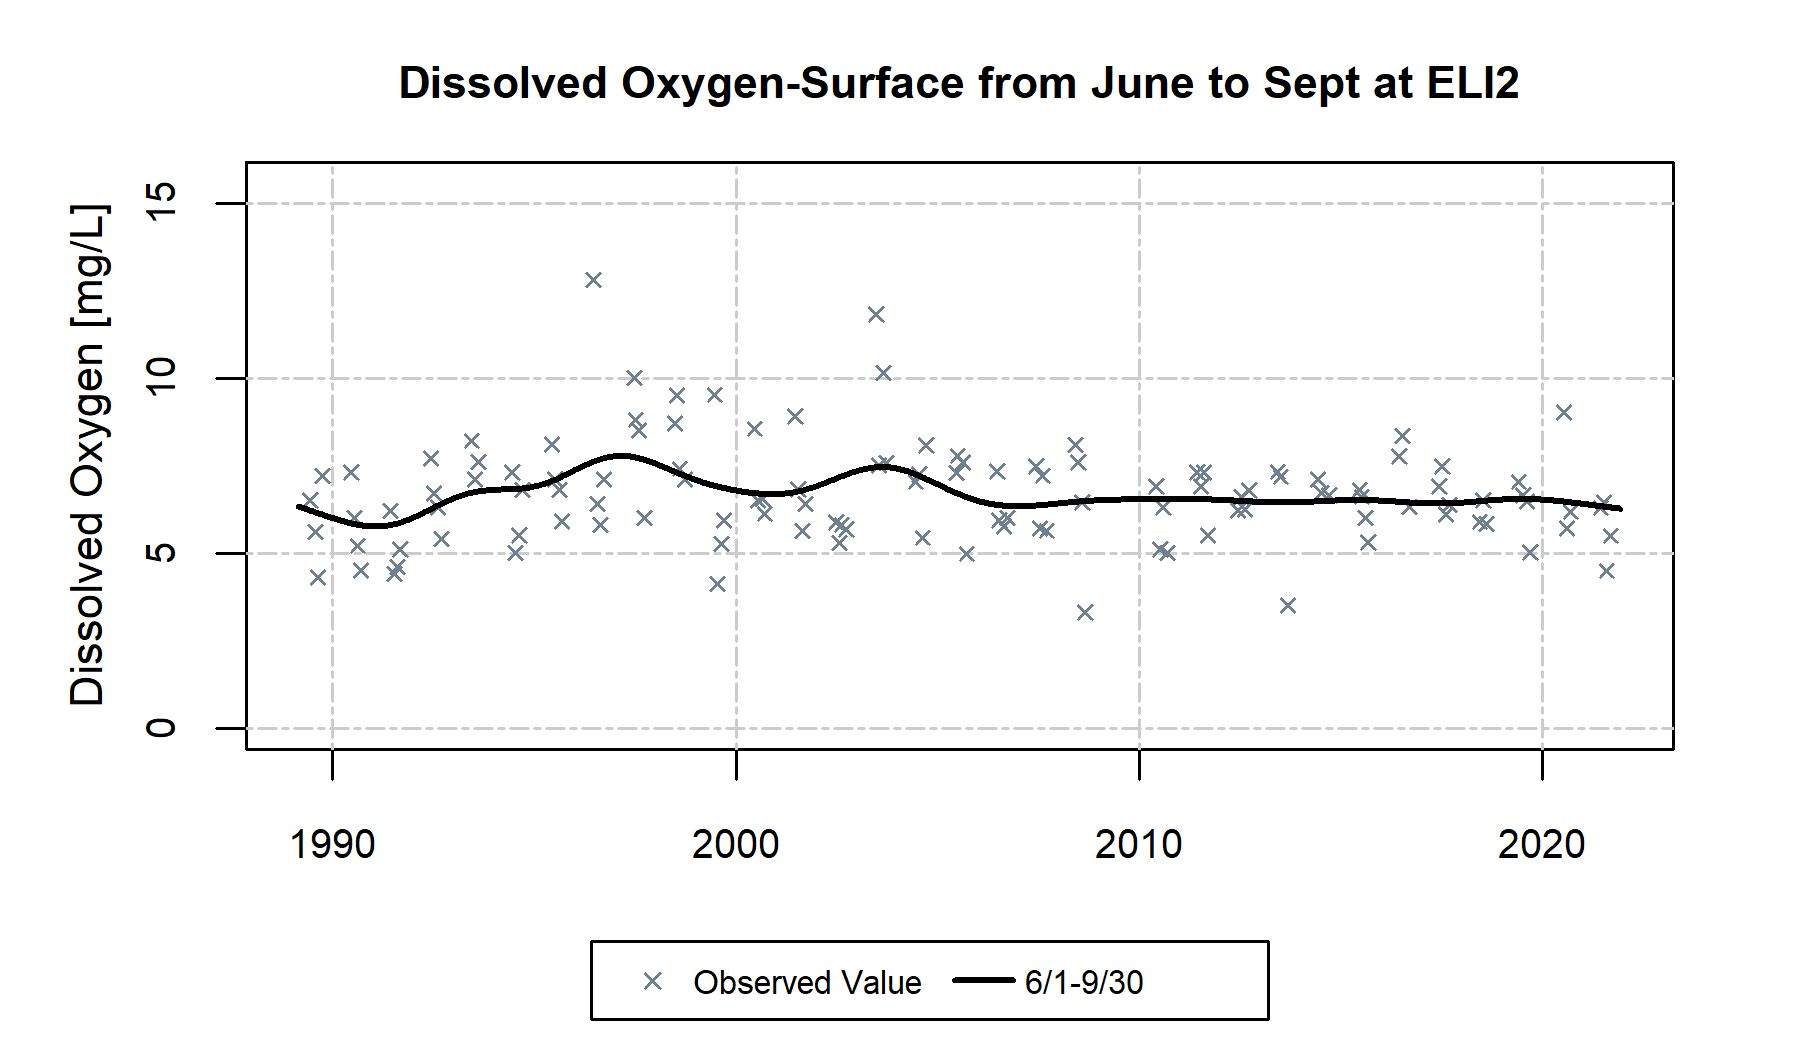 Dissolved Oxygen-Surface from June to Sept at ELI2
Dissolved Oxygen [mg/L]
15
10
5
0
1990 2000 2010 2020
Observed Value 6/1-9/30